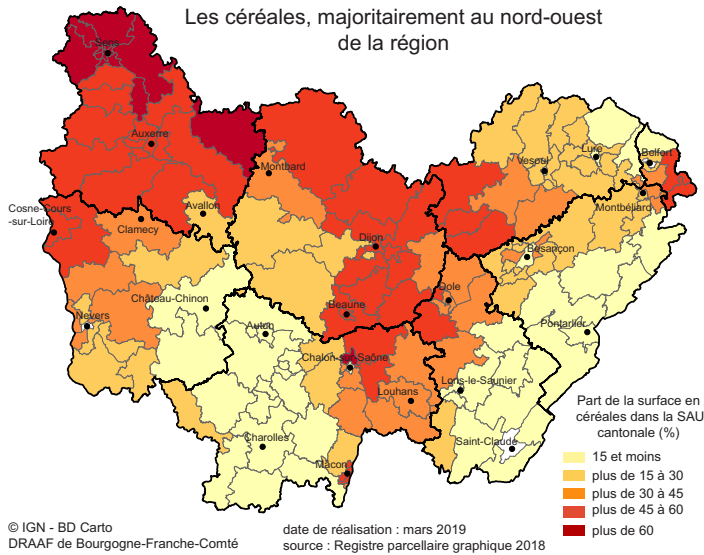 Les céréales, majoritairement au nord-ouest
de la région
Sens
Auxerre
Montbard
Vesoul
Lure
Belfort
Avallon
Montbéliard
Cosne-Cours
-sur-Loire
Clamecy
Dijon
Besançon
Château-Chinon
Dole
Nevers
Beaune
Autun
Pontarlier
Chalon-sur-Saône
Lons-le-Saunier
Louhans
Charolles
Saint-Claude
Mâcon
Part de la surface en
céréales dans la SAU
cantonale (%)
15 et moins
plus de 15 à 30
plus de 30 à 45
plus de 45 à 60
plus de 60
© IGN - BD Carto
DRAAF de Bourgogne-Franche-Comté
date de réalisation : mars 2019
source : Registre parcellaire graphique 2018